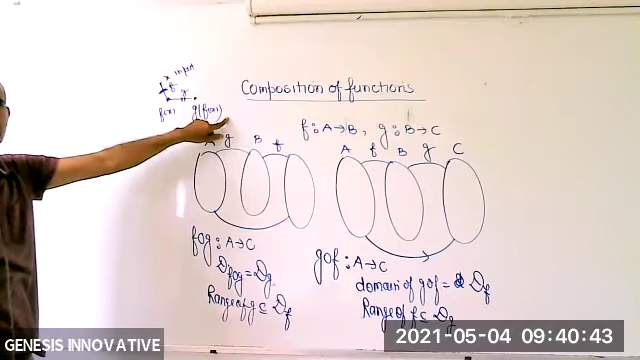 Composition of functions
x input
f
g
f(x) g(f(x))
f : A→B, g : B→C
A g B f
A f B g C
fog : A→C
D fog = Dg
Range of g ⊆ Df
gof : A→C
domain of gof = Df
Range of f ⊆ Dg
GENESIS INNOVATIVE
2021-05-04 09:40:43